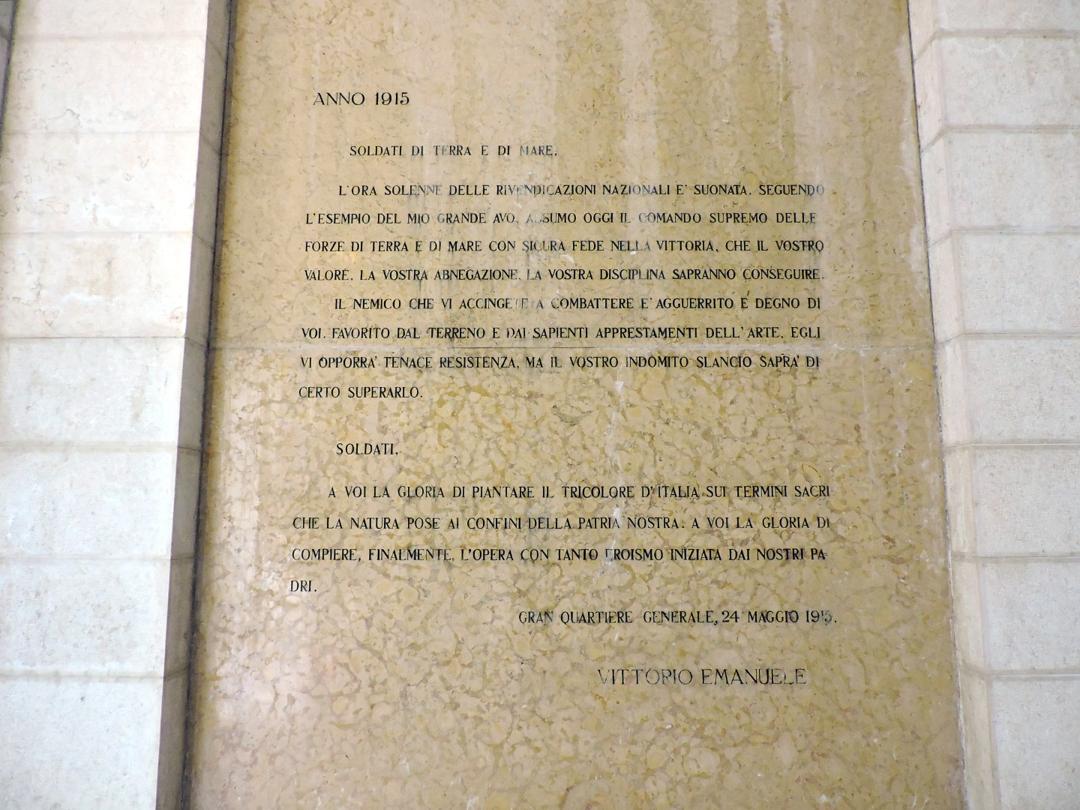 ANNO 1915
SOLDATI DI TERRA E DI MARE.
L'ORA SOLENNE DELLE RIVENDICAZIONI NAZIONALI E' SUONATA. SEGUENDO
L'ESEMPIO DEL MIO GRANDE AVO, ASSUMO OGGI IL COMANDO SUPREMO DELLE
FORZE DI TERRA E DI MARE CON SICURA FEDE NELLA VITTORIA, CHE IL VOSTRO
VALORE, LA VOSTRA ABNEGAZIONE, LA VOSTRA DISCIPLINA SAPRANNO CONSEGUIRE.
IL NEMICO CHE VI ACCINGETE A COMBATTERE E' AGGUERRITO E DEGNO DI
VOI. FAVORITO DAL TERRENO E DAI SAPIENTI APPRESTAMENTI DELL'ARTE, EGLI
VI OPPORRA' TENACE RESISTENZA, MA IL VOSTRO INDOMITO SLANCIO SAPRA' DI
CERTO SUPERARLO.
SOLDATI,
A VOI LA GLORIA DI PIANTARE IL TRICOLORE D'ITALIA SUI TERMINI SACRI
CHE LA NATURA POSE AI CONFINI DELLA PATRIA NOSTRA. A VOI LA GLORIA DI
COMPIERE, FINALMENTE, L'OPERA CON TANTO EROISMO INIZIATA DAI NOSTRI PA-
DRI.
GRAN QUARTIERE GENERALE, 24 MAGGIO 1915.
VITTORIO EMANUELE